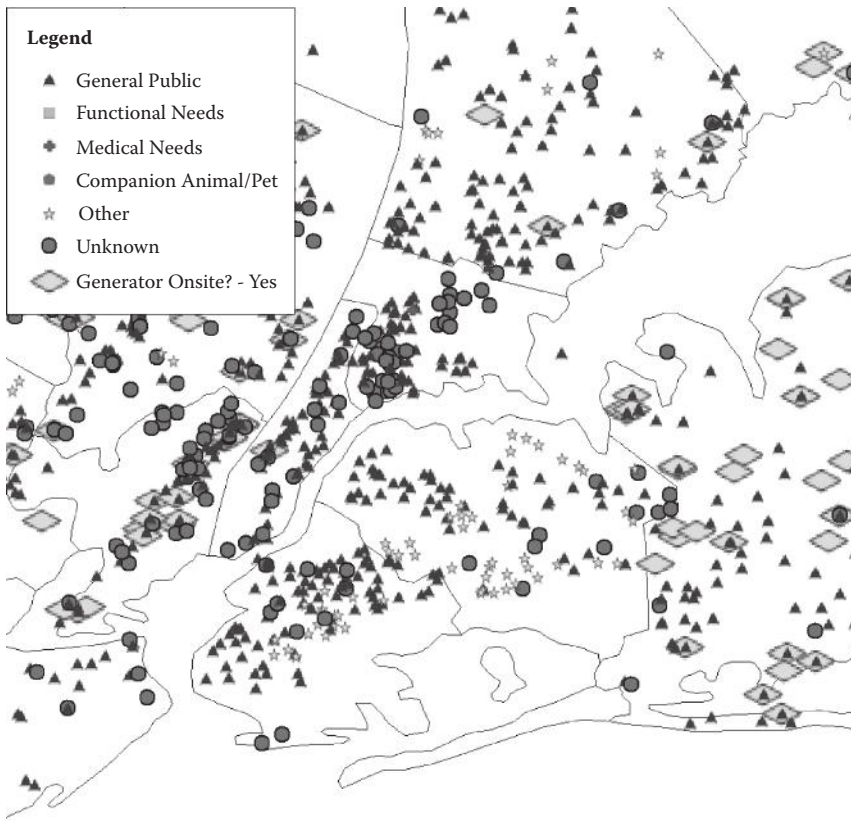 Legend
General Public
Functional Needs
Medical Needs
Companion Animal/Pet
Other
Unknown
Generator Onsite? - Yes